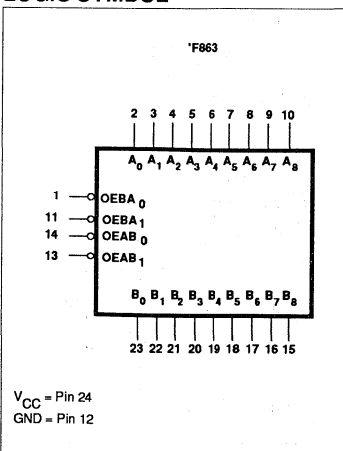 'F863
2 3 4 5 6 7 8 9 10
A0 A1 A2 A3 A4 A5 A6 A7 A8
1 OEBA0
11 OEBA1
14 OEAB0
13 OEAB1
B0 B1 B2 B3 B4 B5 B6 B7 B8
23 22 21 20 19 18 17 16 15
VCC = Pin 24
GND = Pin 12